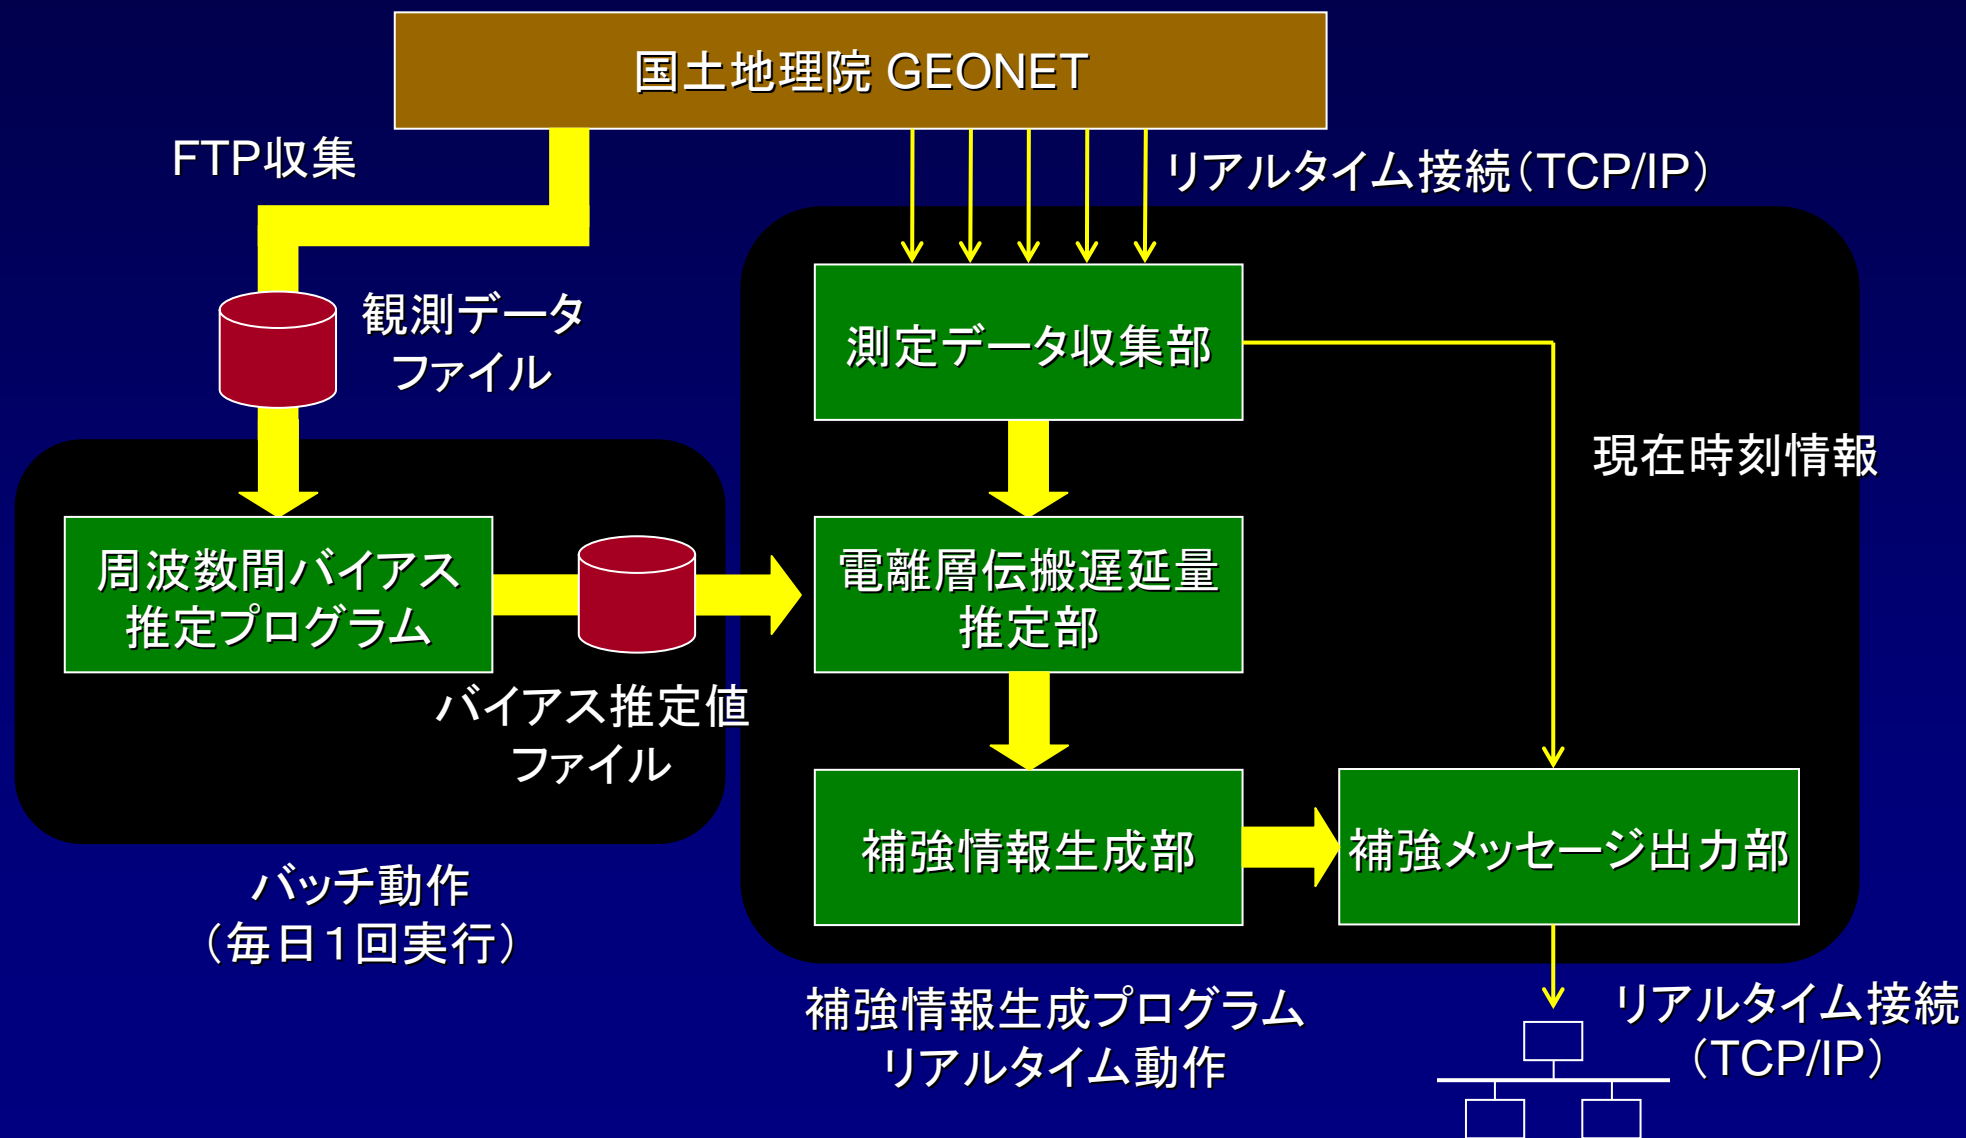 国土地理院 GEONET
FTP収集
リアルタイム接続（TCP/IP）
観測データ
ファイル
測定データ収集部
現在時刻情報
周波数間バイアス
推定プログラム
電離層伝搬遅延量
推定部
バイアス推定値
ファイル
補強情報生成部
補強メッセージ出力部
バッチ動作
（毎日１回実行）
補強情報生成プログラム
リアルタイム動作
リアルタイム接続
（TCP/IP）